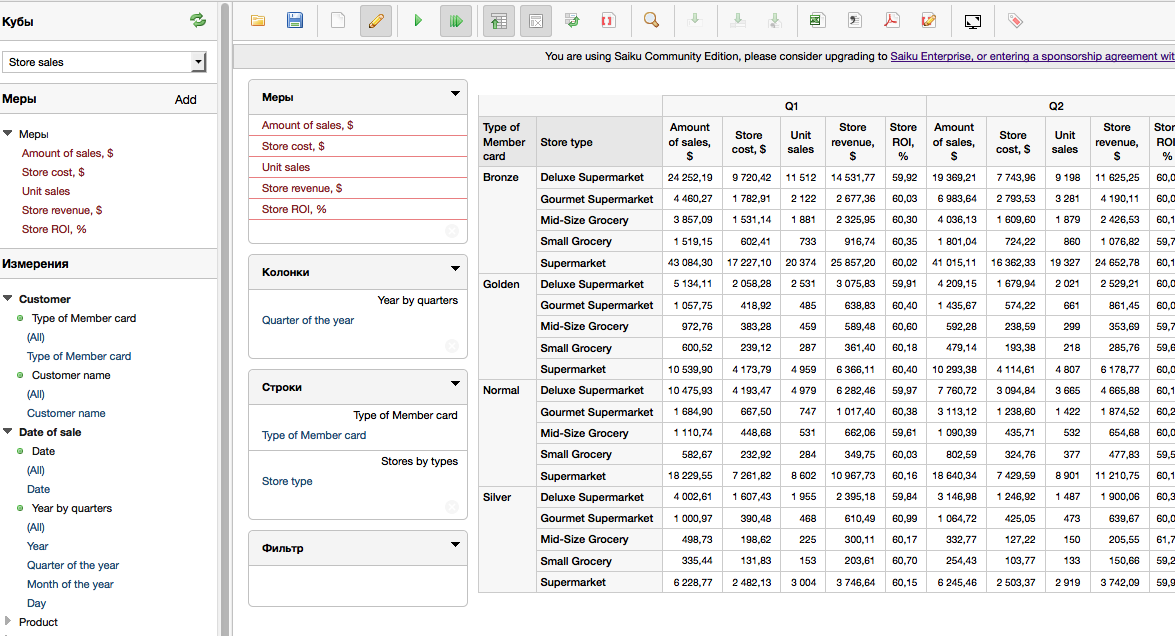 Кубы
Store sales
Меры Add
Меры
Amount of sales, $
Store cost, $
Unit sales
Store revenue, $
Store ROI, %
Измерения
Customer
Type of Member card
(All)
Type of Member card
Customer name
(All)
Customer name
Date of sale
Date
(All)
Date
Year by quarters
(All)
Year
Quarter of the year
Month of the year
Day
Product
You are using Saiku Community Edition, please consider upgrading to Saiku Enterprise, or entering a sponsorship agreement wit
Меры
Amount of sales, $
Store cost, $
Unit sales
Store revenue, $
Store ROI, %
Колонки
Year by quarters
Quarter of the year
Строки
Type of Member card
Type of Member card
Stores by types
Store type
Фильтр
Q1 Q2
Type of Member card Store type Amount of sales, $ Store cost, $ Unit sales Store revenue, $ Store ROI, % Amount of sales, $ Store cost, $ Unit sales Store revenue, $ Stor ROI %
Bronze Deluxe Supermarket 24 252,19 9 720,42 11 512 14 531,77 59,92 19 369,21 7 743,96 9 198 11 625,25 60,0
Gourmet Supermarket 4 460,27 1 782,91 2 122 2 677,36 60,03 6 983,64 2 793,53 3 281 4 190,11 60,0
Mid-Size Grocery 3 857,09 1 531,14 1 881 2 325,95 60,30 4 036,13 1 609,60 1 879 2 426,53 60,1
Small Grocery 1 519,15 602,41 733 916,74 60,35 1 801,04 724,22 860 1 076,82 59,7
Supermarket 43 084,30 17 227,10 20 374 25 857,20 60,02 41 015,11 16 362,33 19 327 24 652,78 60,1
Golden Deluxe Supermarket 5 134,11 2 058,28 2 531 3 075,83 59,91 4 209,15 1 679,94 2 021 2 529,21 60,0
Gourmet Supermarket 1 057,75 418,92 485 638,83 60,40 1 435,67 574,22 661 861,45 60,0
Mid-Size Grocery 972,76 383,28 459 589,48 60,60 592,28 238,59 299 353,69 59,7
Small Grocery 600,52 239,12 287 361,40 60,18 479,14 193,38 218 285,76 59,6
Supermarket 10 539,90 4 173,79 4 959 6 366,11 60,40 10 293,38 4 114,61 4 807 6 178,77 60,0
Normal Deluxe Supermarket 10 475,93 4 193,47 4 979 6 282,46 59,97 7 760,72 3 094,84 3 665 4 665,88 60,1
Gourmet Supermarket 1 684,90 667,50 747 1 017,40 60,38 3 113,12 1 238,60 1 422 1 874,52 60,2
Mid-Size Grocery 1 110,74 448,68 531 662,06 59,61 1 090,39 435,71 532 654,68 60,0
Small Grocery 582,67 232,92 284 349,75 60,03 802,59 324,76 377 477,83 59,5
Supermarket 18 229,55 7 261,82 8 602 10 967,73 60,16 18 640,34 7 429,59 8 901 11 210,75 60,1
Silver Deluxe Supermarket 4 002,61 1 607,43 1 955 2 395,18 59,84 3 146,98 1 246,92 1 487 1 900,06 60,3
Gourmet Supermarket 1 000,97 390,48 468 610,49 60,99 1 064,72 425,05 473 639,67 60,0
Mid-Size Grocery 498,73 198,62 225 300,11 60,17 332,77 127,22 150 205,55 61,7
Small Grocery 335,44 131,83 153 203,61 60,70 254,43 103,77 133 150,66 59,2
Supermarket 6 228,77 2 482,13 3 004 3 746,64 60,15 6 245,46 2 503,37 2 919 3 742,09 59,9